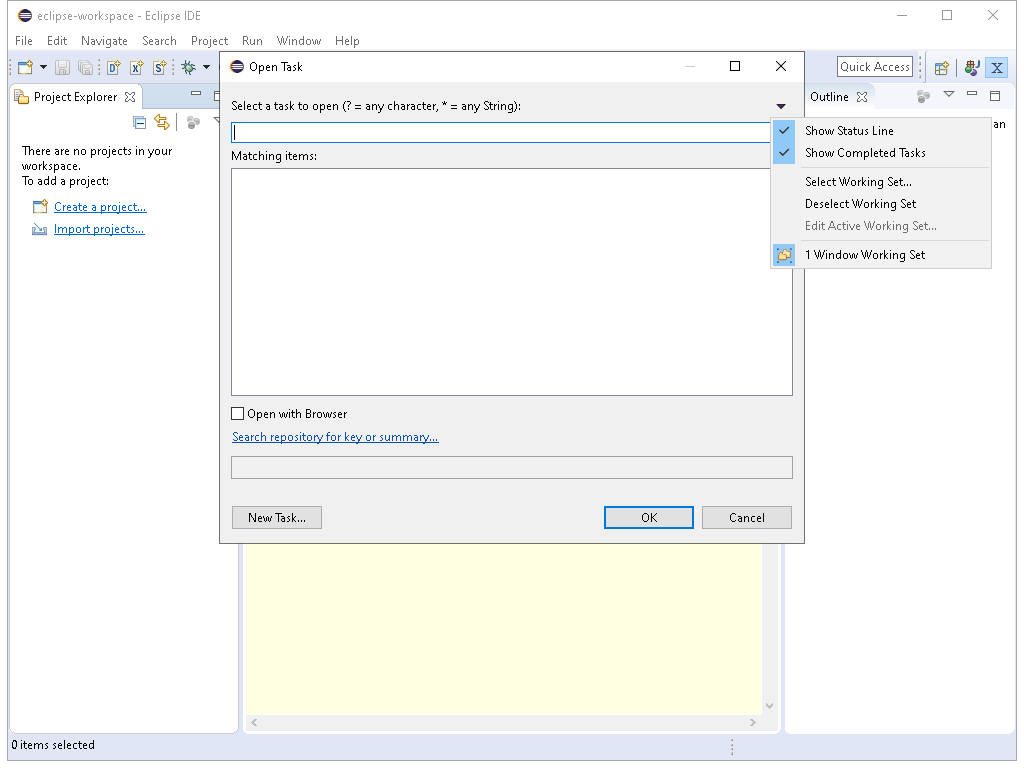 eclipse-workspace - Eclipse IDE
File Edit Navigate Search Project Run Window Help
Quick Access
Project Explorer
There are no projects in your
workspace.
To add a project:
Create a project...
Import projects...
Open Task
Select a task to open (? = any character, * = any String):
Matching items:
Open with Browser
Search repository for key or summary...
New Task...
OK
Cancel
Outline
an
Show Status Line
Show Completed Tasks
Select Working Set...
Deselect Working Set
Edit Active Working Set...
1 Window Working Set
0 items selected